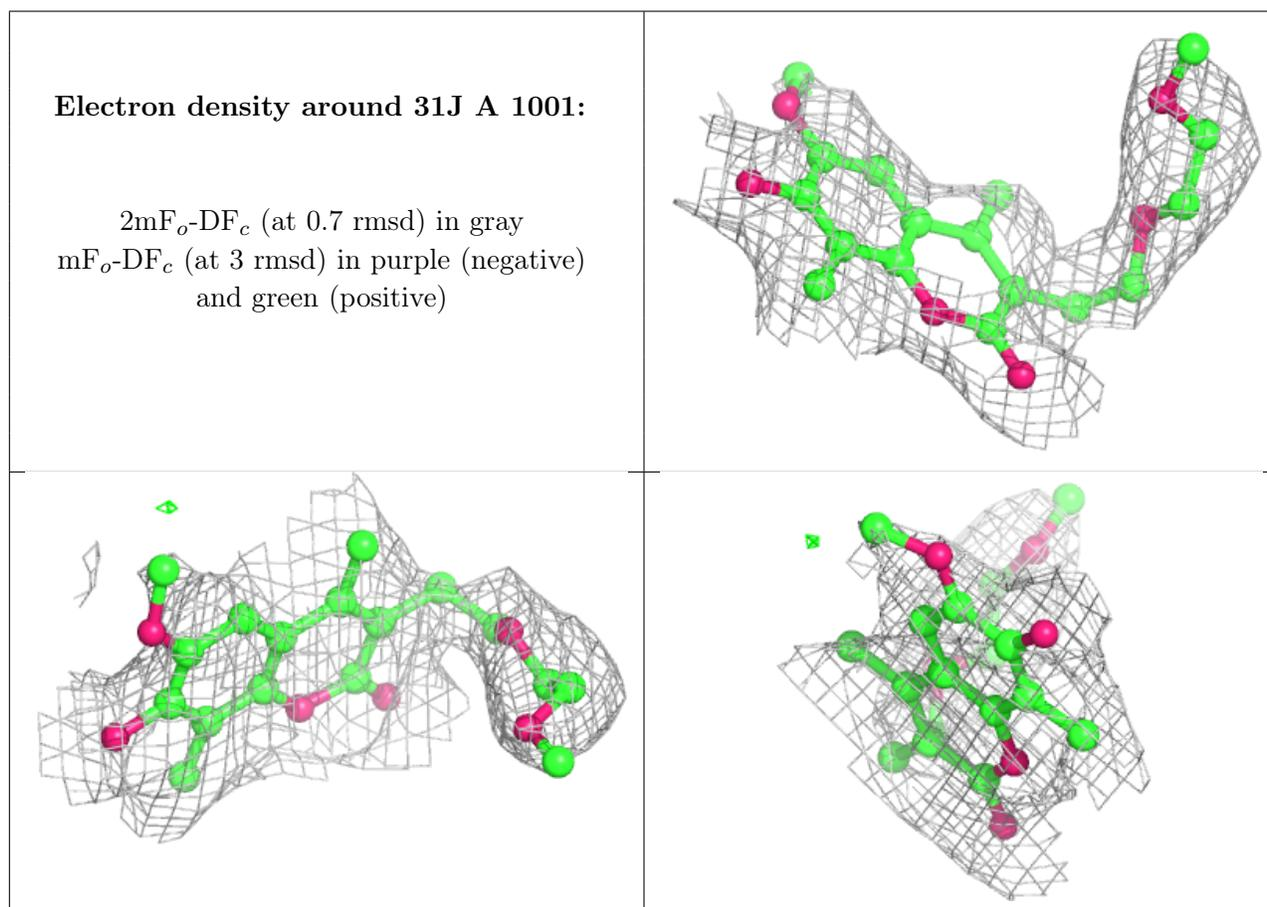 Electron density around 31J A 1001:
2mFo-DFc (at 0.7 rmsd) in gray
mFo-DFc (at 3 rmsd) in purple (negative)
and green (positive)